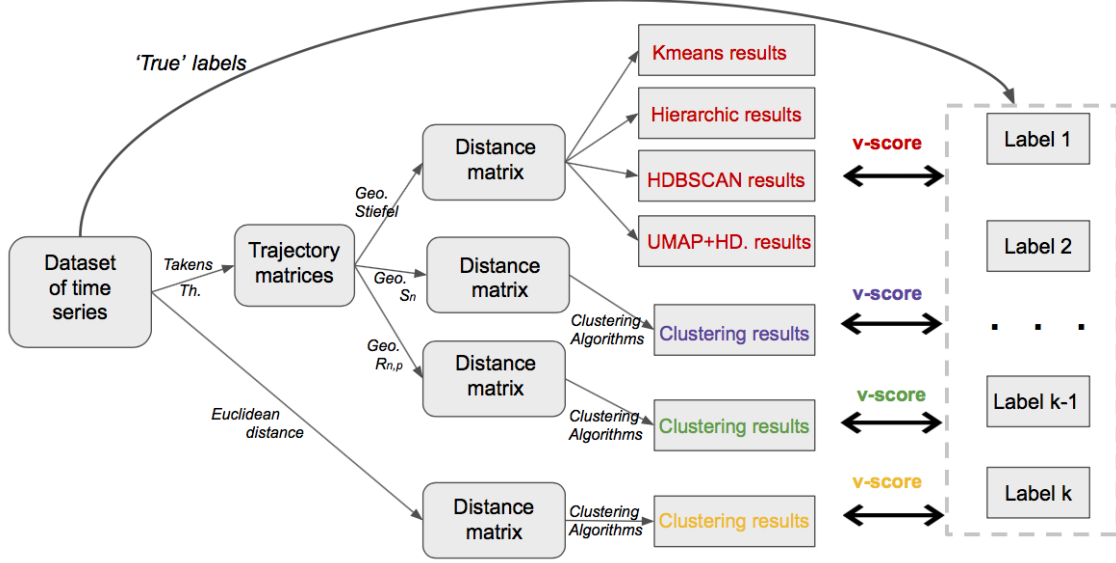 'True' labels
Dataset
of time
series
Takens
Th.
Trajectory
matrices
Euclidean
distance
Geo.
Stiefel
Geo.
Sn
Geo.
Rn,p
Distance
matrix
Distance
matrix
Distance
matrix
Distance
matrix
Kmeans results
Hierarchic results
HDBSCAN results
UMAP+HD. results
Clustering
Algorithms
Clustering results
Clustering
Algorithms
Clustering results
Clustering
Algorithms
Clustering results
v-score
v-score
v-score
v-score
Label 1
Label 2
. . .
Label k-1
Label k